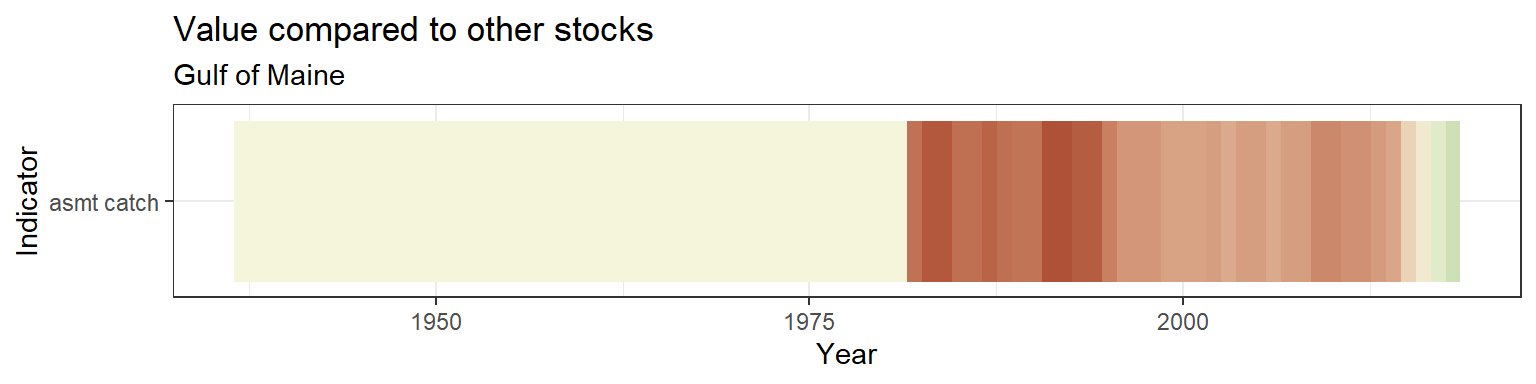 Value compared to other stocks
Gulf of Maine
Indicator
asmt catch
1950 1975 2000
Year